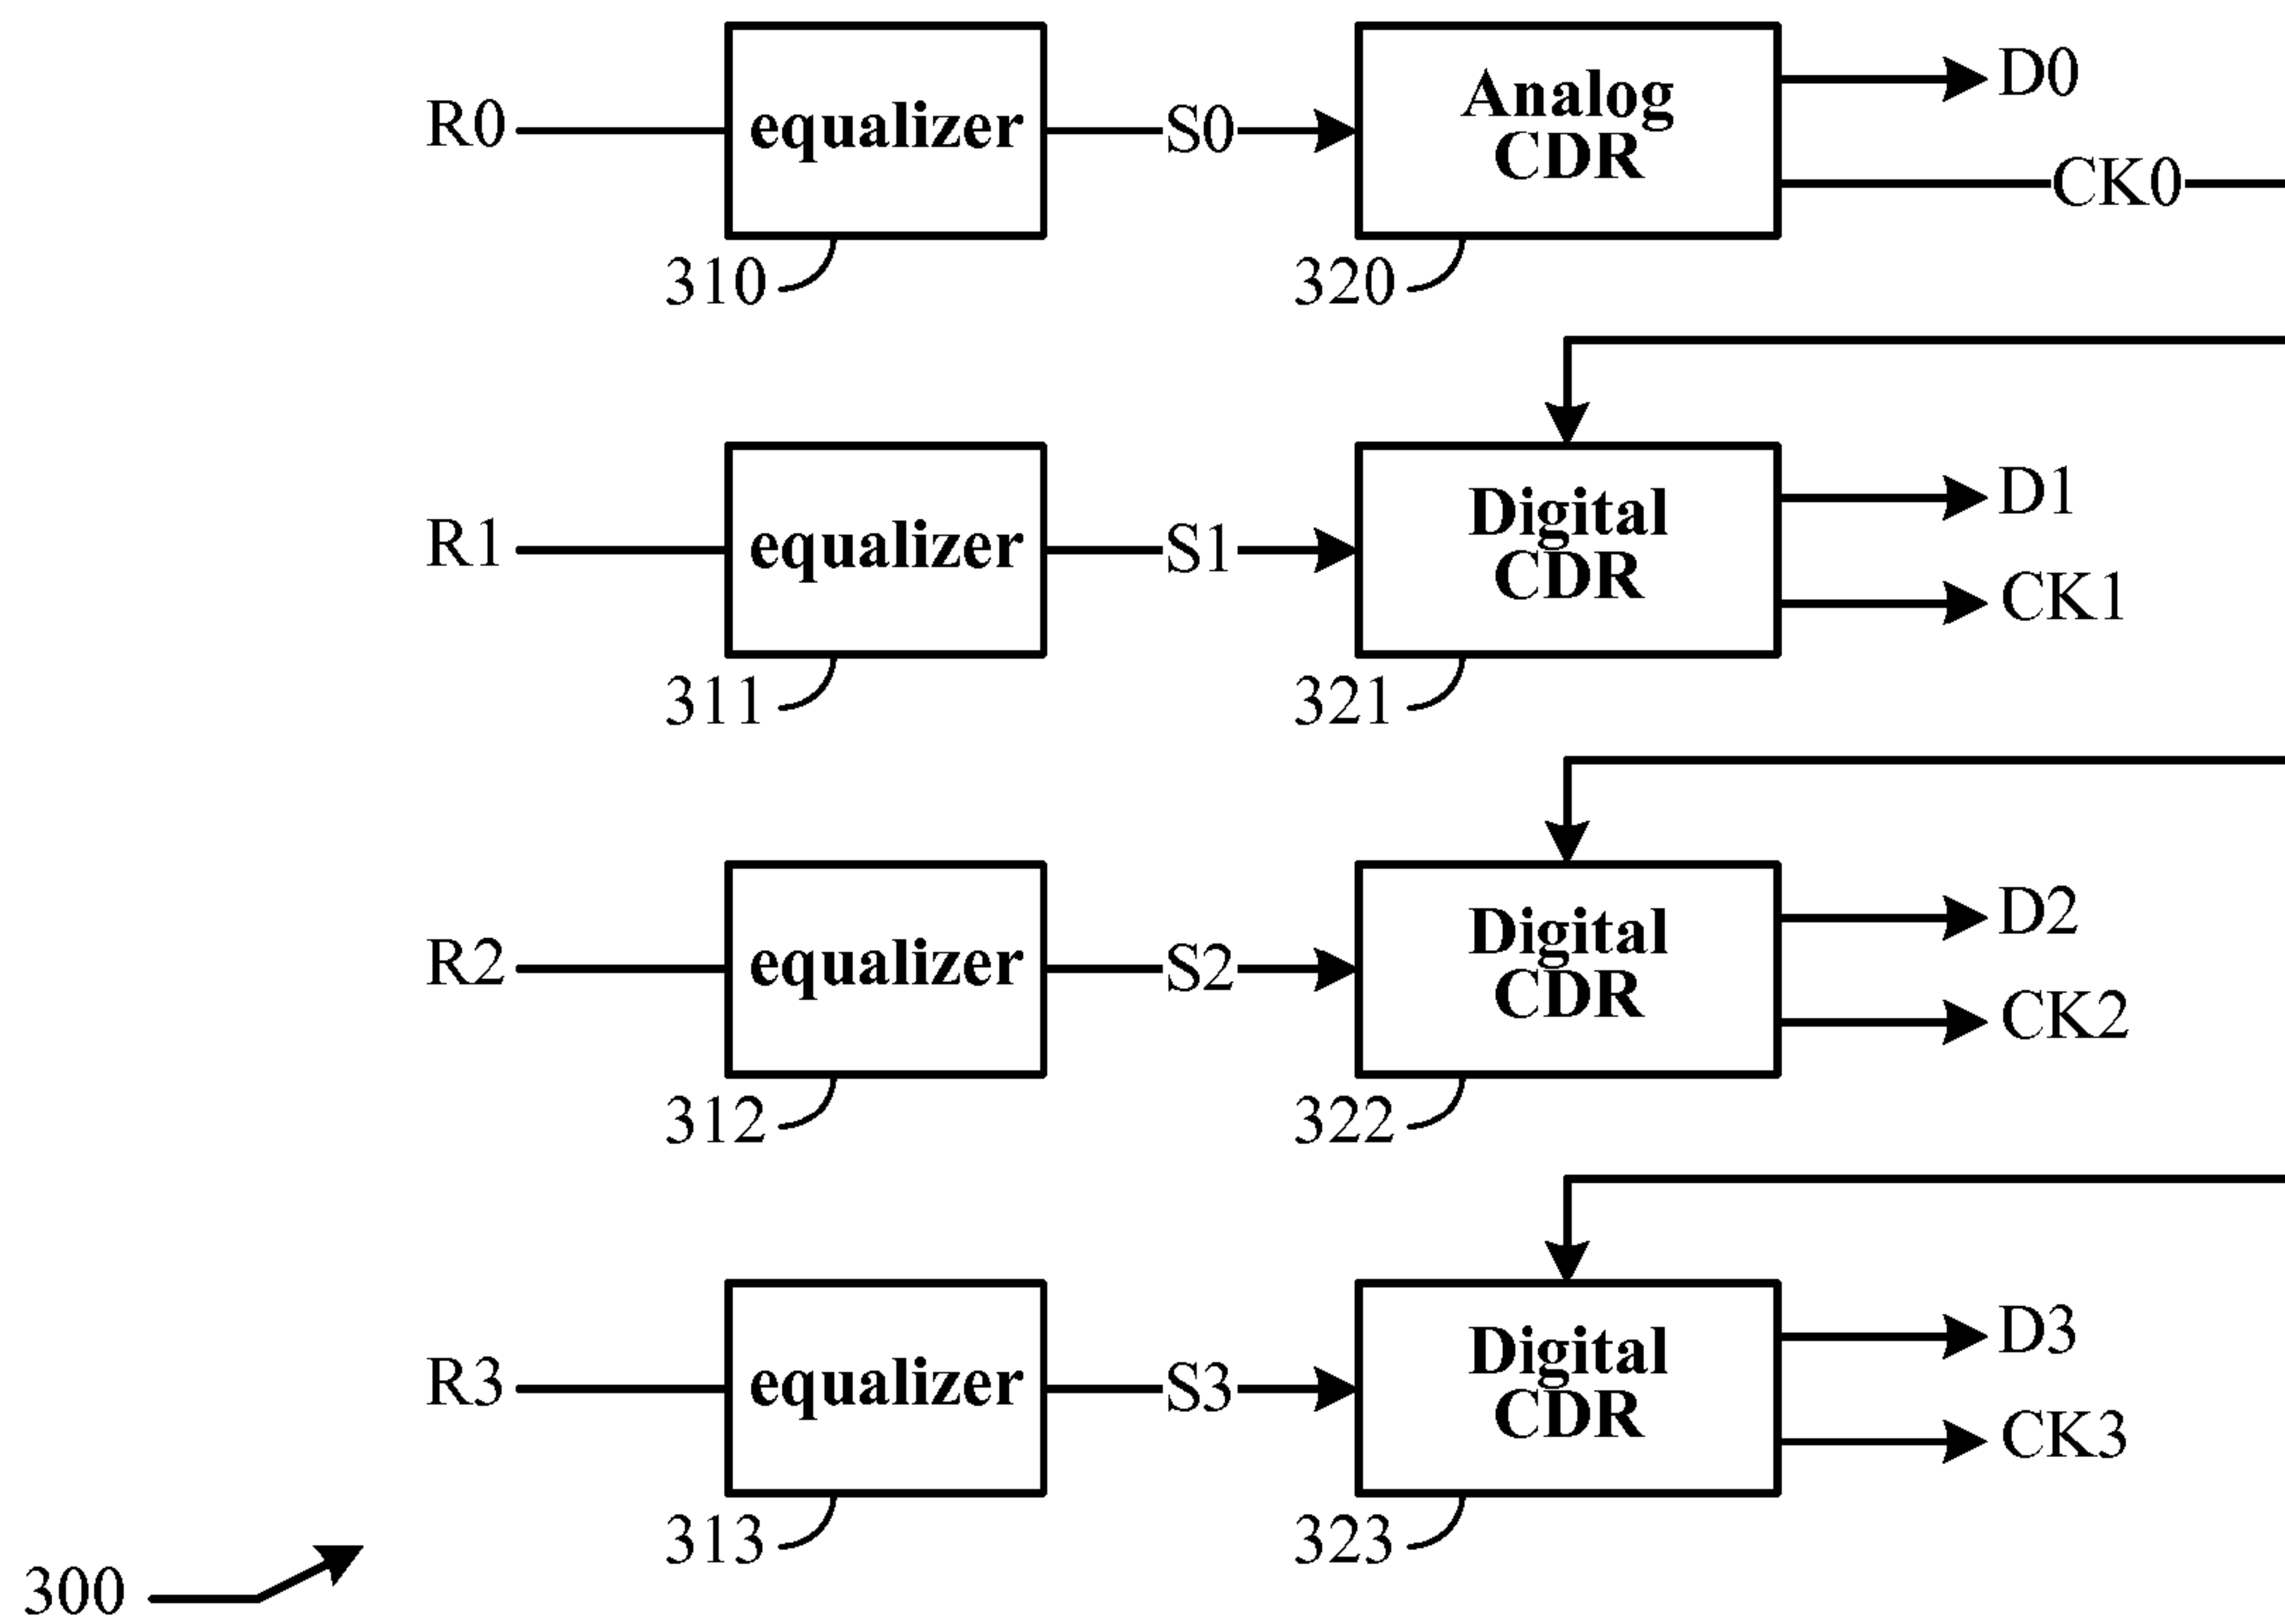 R0
equalizer
S0
Analog
CDR
D0
CK0
310
320
R1
equalizer
S1
Digital
CDR
D1
CK1
311
321
R2
equalizer
S2
Digital
CDR
D2
CK2
312
322
R3
equalizer
S3
Digital
CDR
D3
CK3
313
323
300